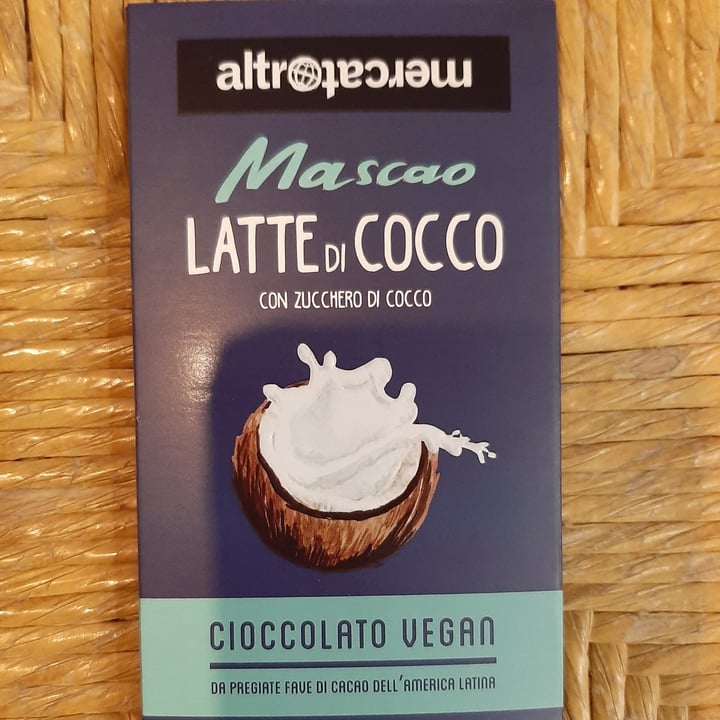 altromercato
Mascao
LATTE DI COCCO
CON ZUCCHERO DI COCCO
CIOCCOLATO VEGAN
DA PREGIATE FAVE DI CACAO DELL'AMERICA LATINA